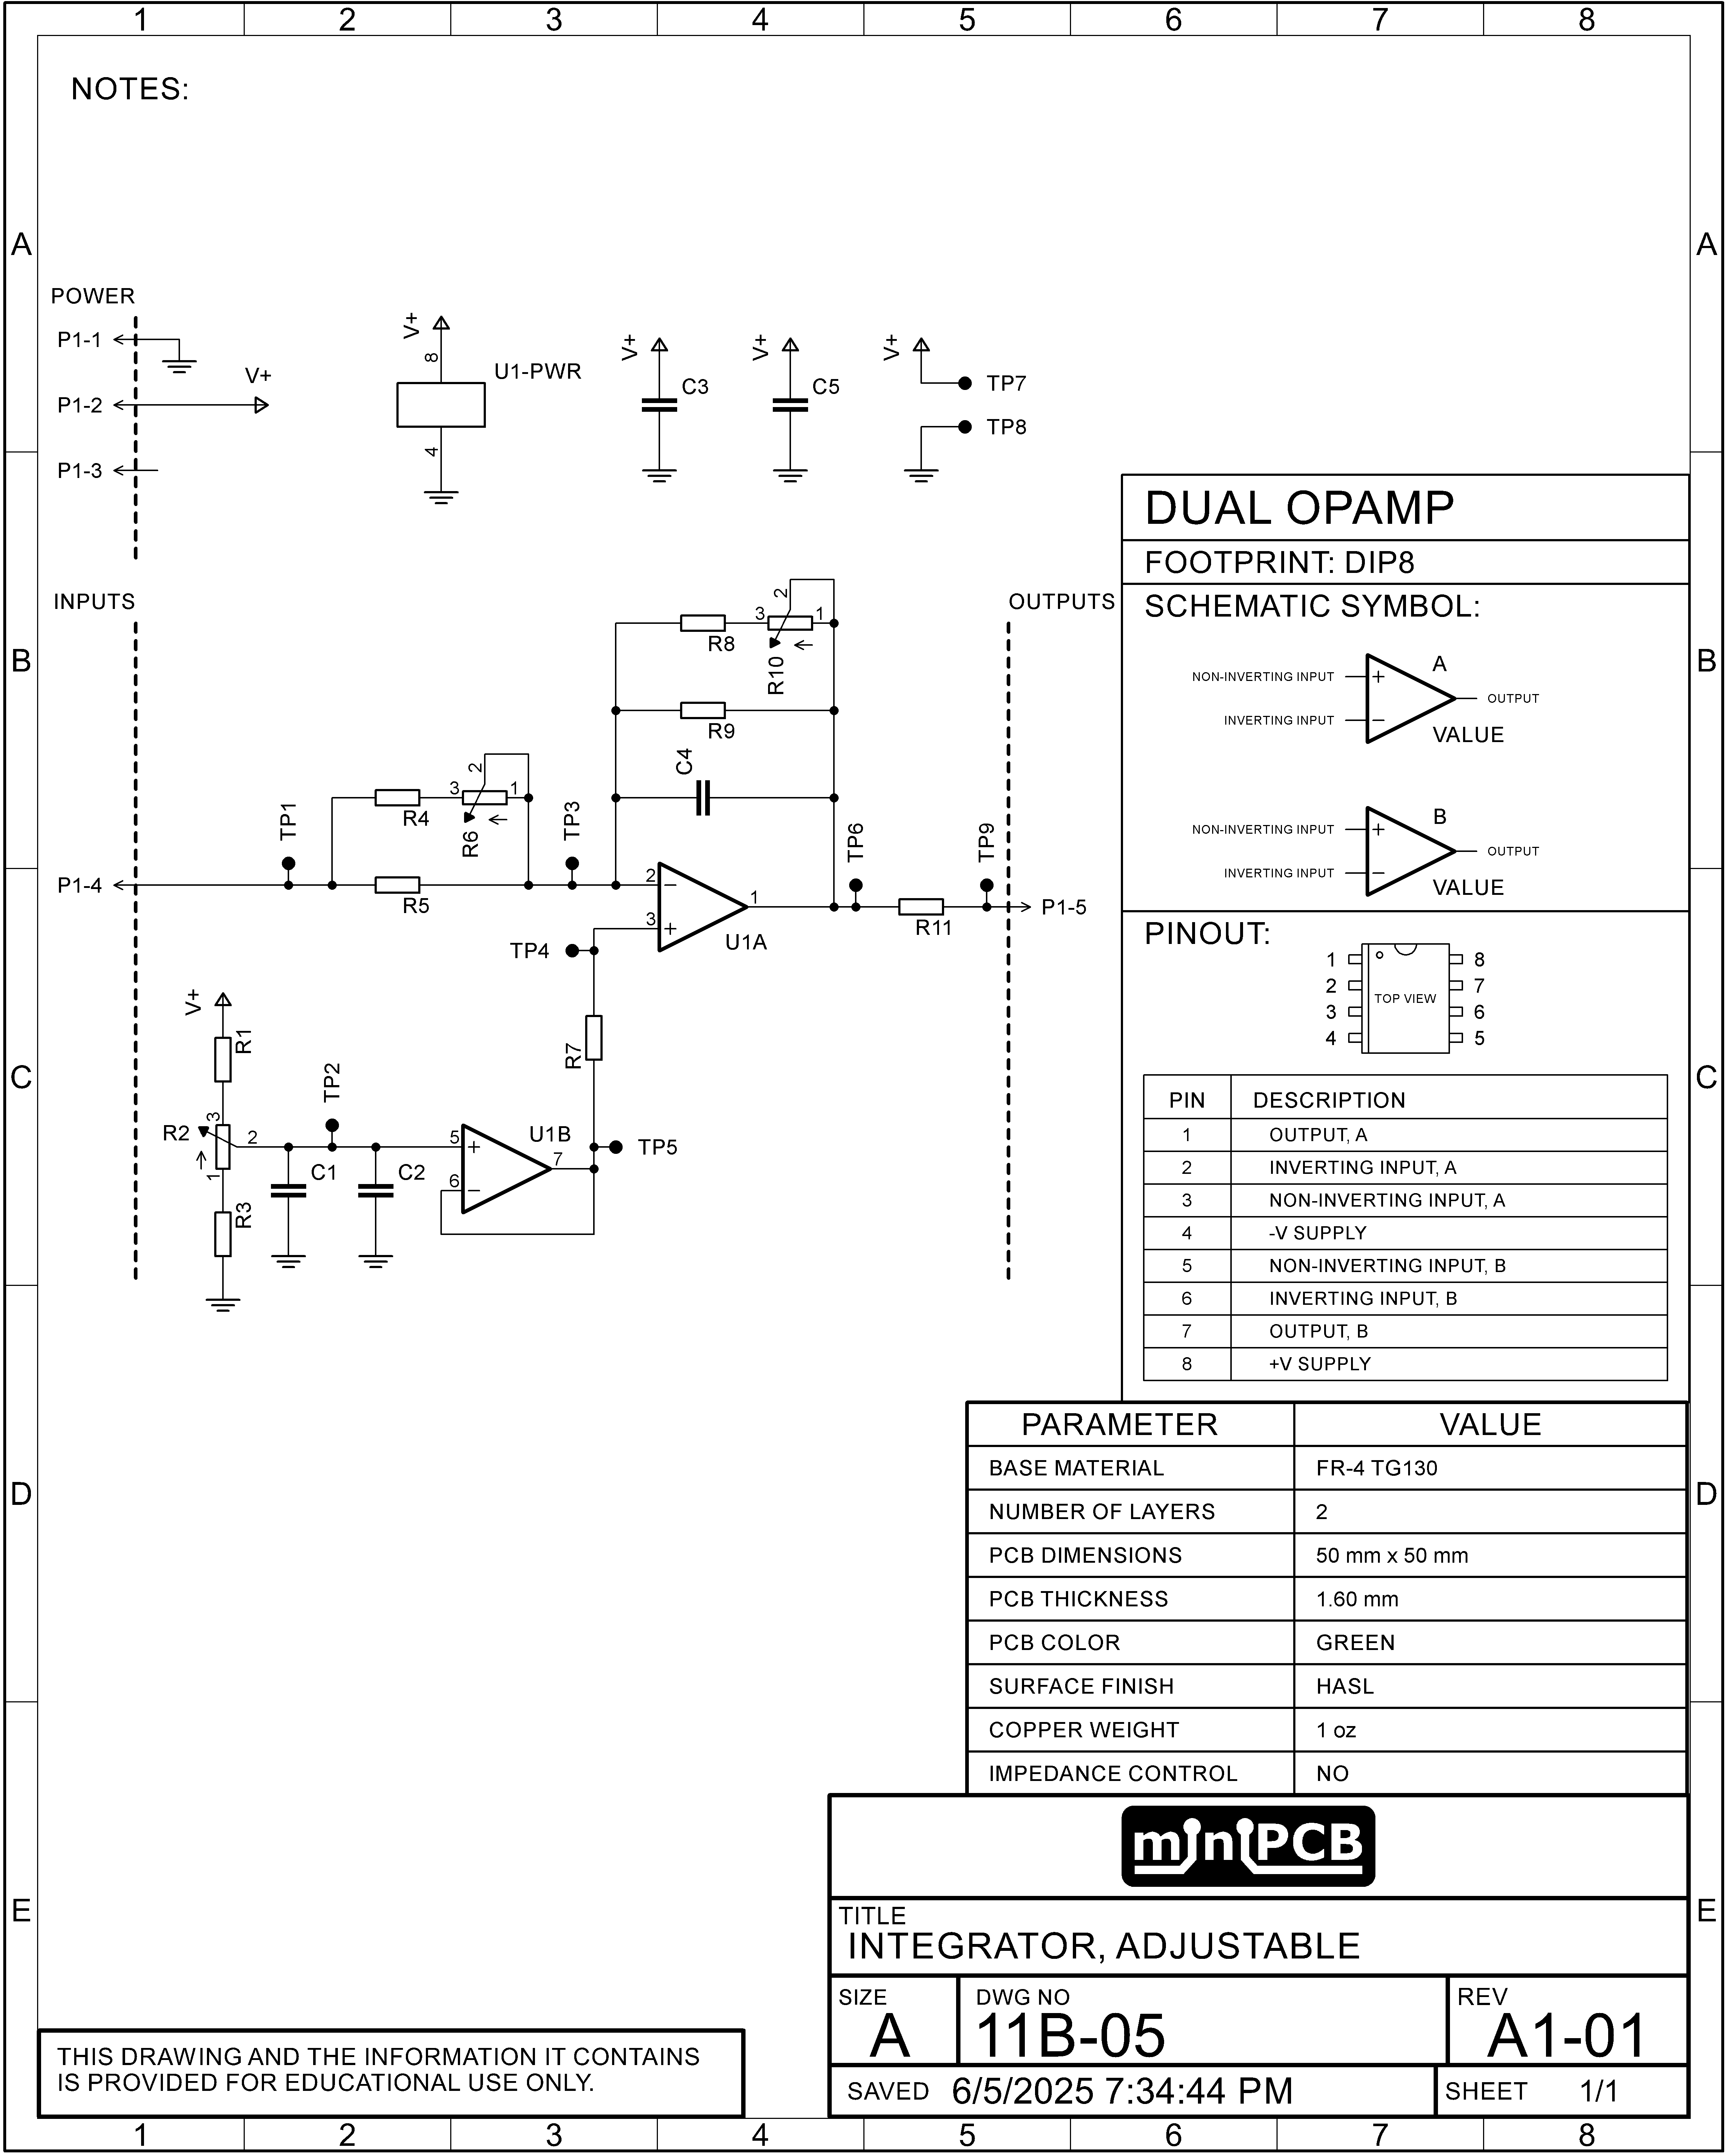 1 2 3 4 5 6 7 8
NOTES:
A A
POWER
P1-1
V+
P1-2
P1-3
V+
8
U1-PWR
4
V+
C3
V+
C5
V+
TP7
TP8
DUAL OPAMP
FOOTPRINT: DIP8
SCHEMATIC SYMBOL:
NON-INVERTING INPUT
INVERTING INPUT
+
−
A
OUTPUT
VALUE
NON-INVERTING INPUT
INVERTING INPUT
+
−
B
OUTPUT
VALUE
B B
INPUTS
OUTPUTS
R8
3
2
1
R10
R9
C4
TP1
R4
3
2
1
R6
TP3
TP6
TP9
P1-4
R5
2
−
3
+
1
U1A
R11
P1-5
TP4
V+
R1
R7
TP2
R2
3
2
1
C1
C2
R3
5
+
6
−
U1B
7
TP5
C C
PINOUT:
1 8
2 7
TOP VIEW
3 6
4 5
PIN DESCRIPTION
1 OUTPUT, A
2 INVERTING INPUT, A
3 NON-INVERTING INPUT, A
4 -V SUPPLY
5 NON-INVERTING INPUT, B
6 INVERTING INPUT, B
7 OUTPUT, B
8 +V SUPPLY
D D
PARAMETER VALUE
BASE MATERIAL FR-4 TG130
NUMBER OF LAYERS 2
PCB DIMENSIONS 50 mm x 50 mm
PCB THICKNESS 1.60 mm
PCB COLOR GREEN
SURFACE FINISH HASL
COPPER WEIGHT 1 oz
IMPEDANCE CONTROL NO
E E
miniPCB
TITLE
INTEGRATOR, ADJUSTABLE
SIZE
A
DWG NO
11B-05
REV
A1-01
SAVED 6/5/2025 7:34:44 PM
SHEET 1/1
THIS DRAWING AND THE INFORMATION IT CONTAINS
IS PROVIDED FOR EDUCATIONAL USE ONLY.
1 2 3 4 5 6 7 8